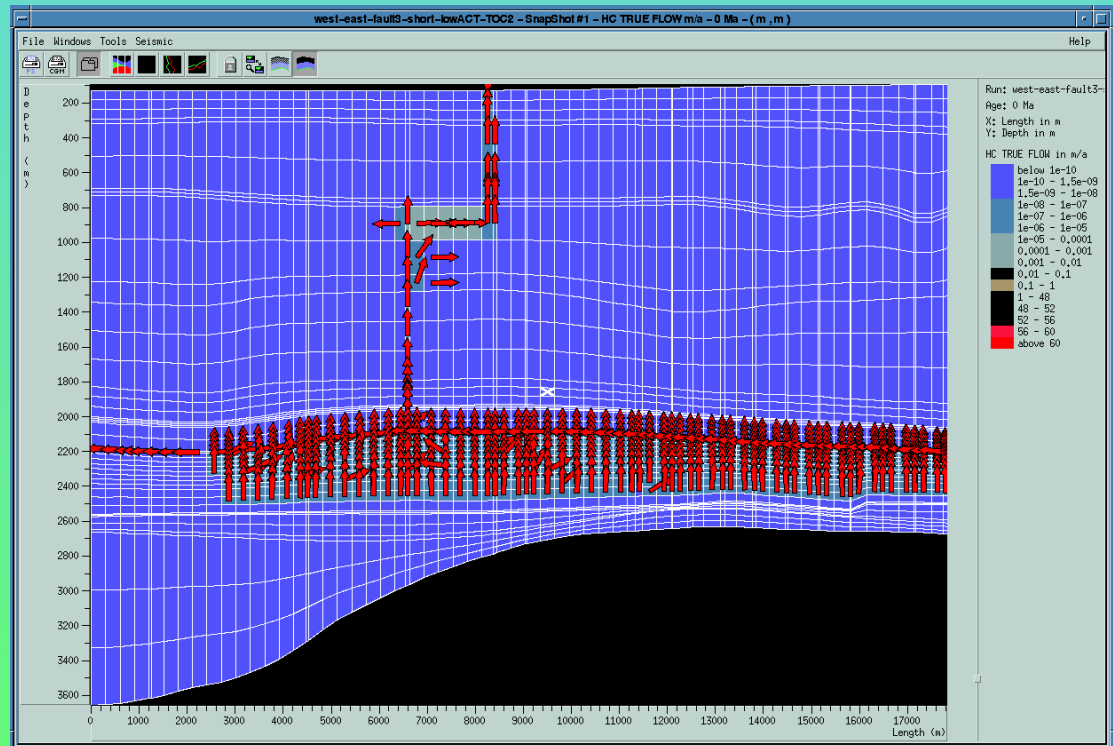 west-east-fault3-short-lowACT-TOC2 - SnapShot #1 - HC TRUE FLOW m/a - 0 Ma - ( m , m )
File Windows Tools Seismic Help
PS CGM
Depth (m)
200
400
600
800
1000
1200
1400
1600
1800
2000
2200
2400
2600
2800
3000
3200
3400
3600
0 1000 2000 3000 4000 5000 6000 7000 8000 9000 10000 11000 12000 13000 14000 15000 16000 17000
Length (m)
Run: west-east-fault3-
Age: 0 Ma
X: Length in m
Y: Depth in m
HC TRUE FLOW in m/a
below 1e-10
1e-10 - 1.5e-09
1.5e-09 - 1e-08
1e-08 - 1e-07
1e-07 - 1e-06
1e-06 - 1e-05
1e-05 - 0.0001
0.0001 - 0.001
0.001 - 0.01
0.01 - 0.1
0.1 - 1
1 - 48
48 - 52
52 - 56
56 - 60
above 60